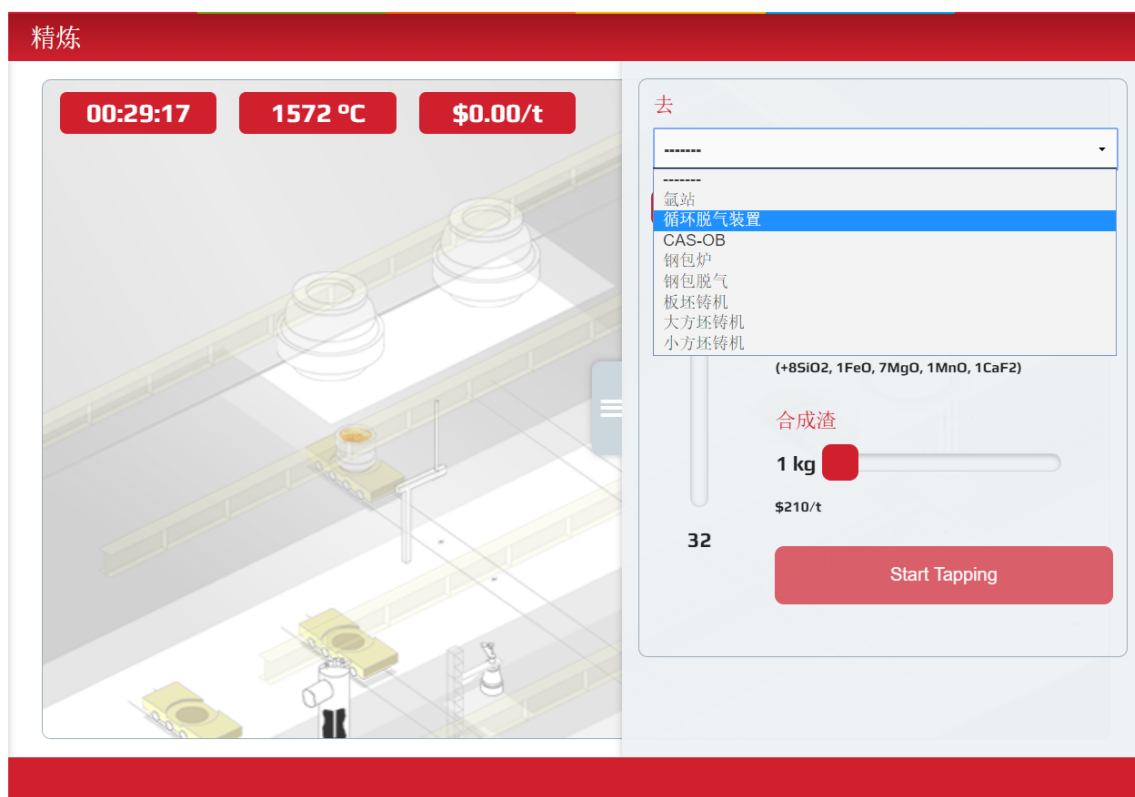 精炼
00:29:17
1572 ºC
$0.00/t
去
-------
-------
氩站
循环脱气装置
CAS-OB
钢包炉
钢包脱气
板坯铸机
大方坯铸机
小方坯铸机
(+8SiO2, 1FeO, 7MgO, 1MnO, 1CaF2)
合成渣
1 kg
$210/t
32
Start Tapping